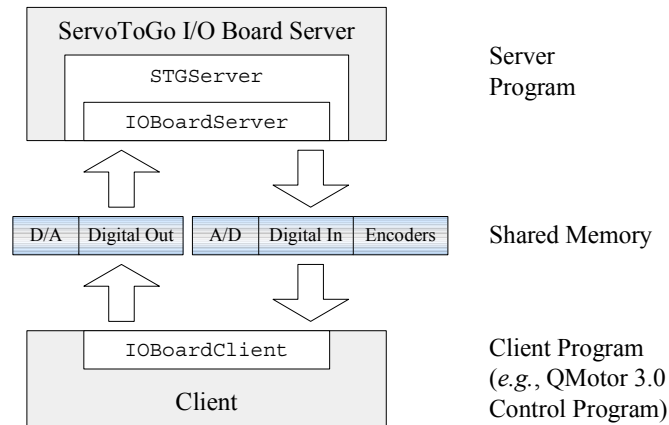 ServoToGo I/O Board Server
STGServer
IOBoardServer
Server
Program
D/A Digital Out A/D Digital In Encoders
Shared Memory
IOBoardClient
Client
Client Program
(e.g., QMotor 3.0
Control Program)